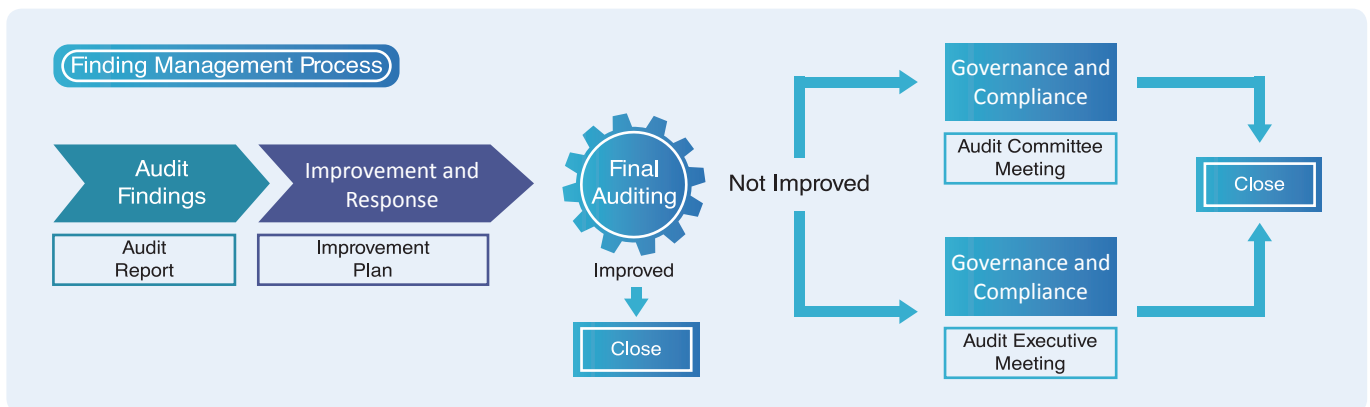 Finding Management Process
Audit
Findings
Audit
Report
Improvement and
Response
Improvement
Plan
Final
Auditing
Improved
Close
Not Improved
Governance and
Compliance
Audit Committee
Meeting
Governance and
Compliance
Audit Executive
Meeting
Close